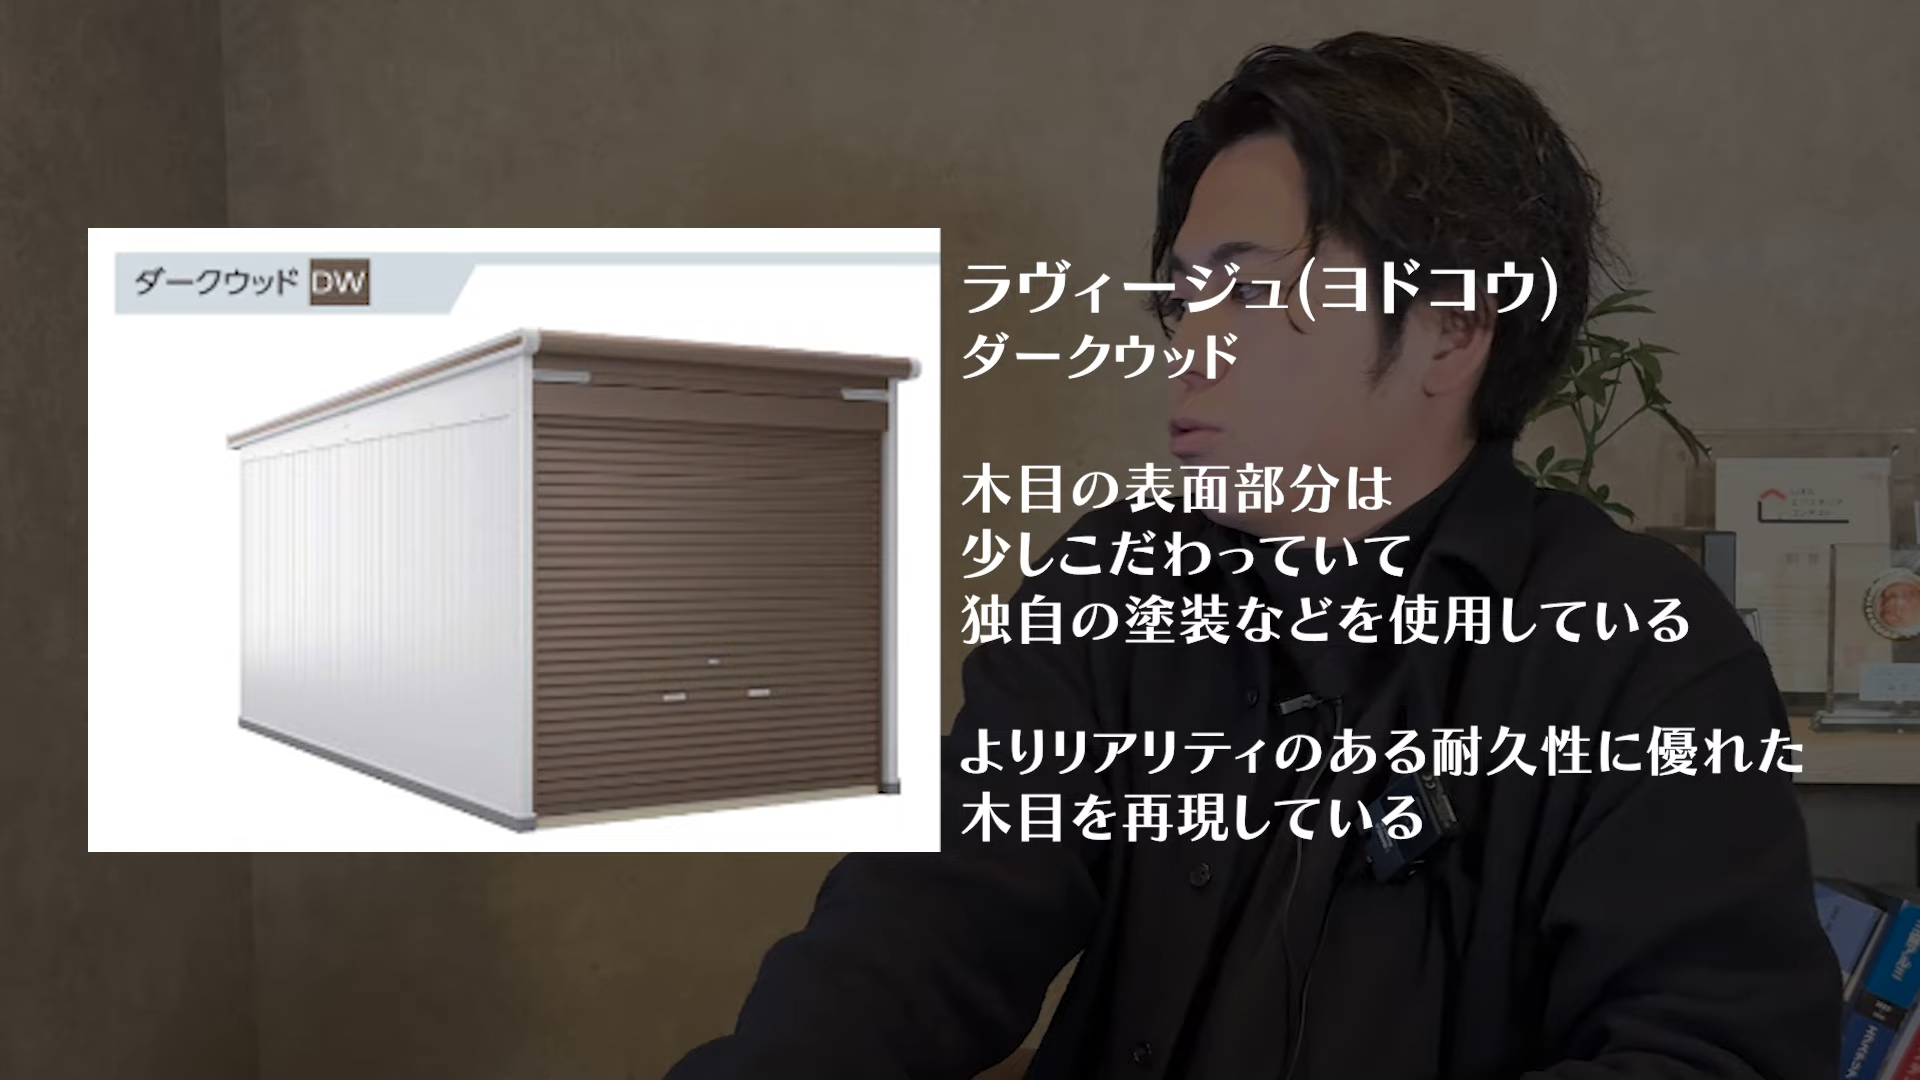 ダークウッド DW
ラヴィージュ(ヨドコウ)
ダークウッド
木目の表面部分は
少しこだわっていて
独自の塗装などを使用している
よりリアリティのある耐久性に優れた
木目を再現している